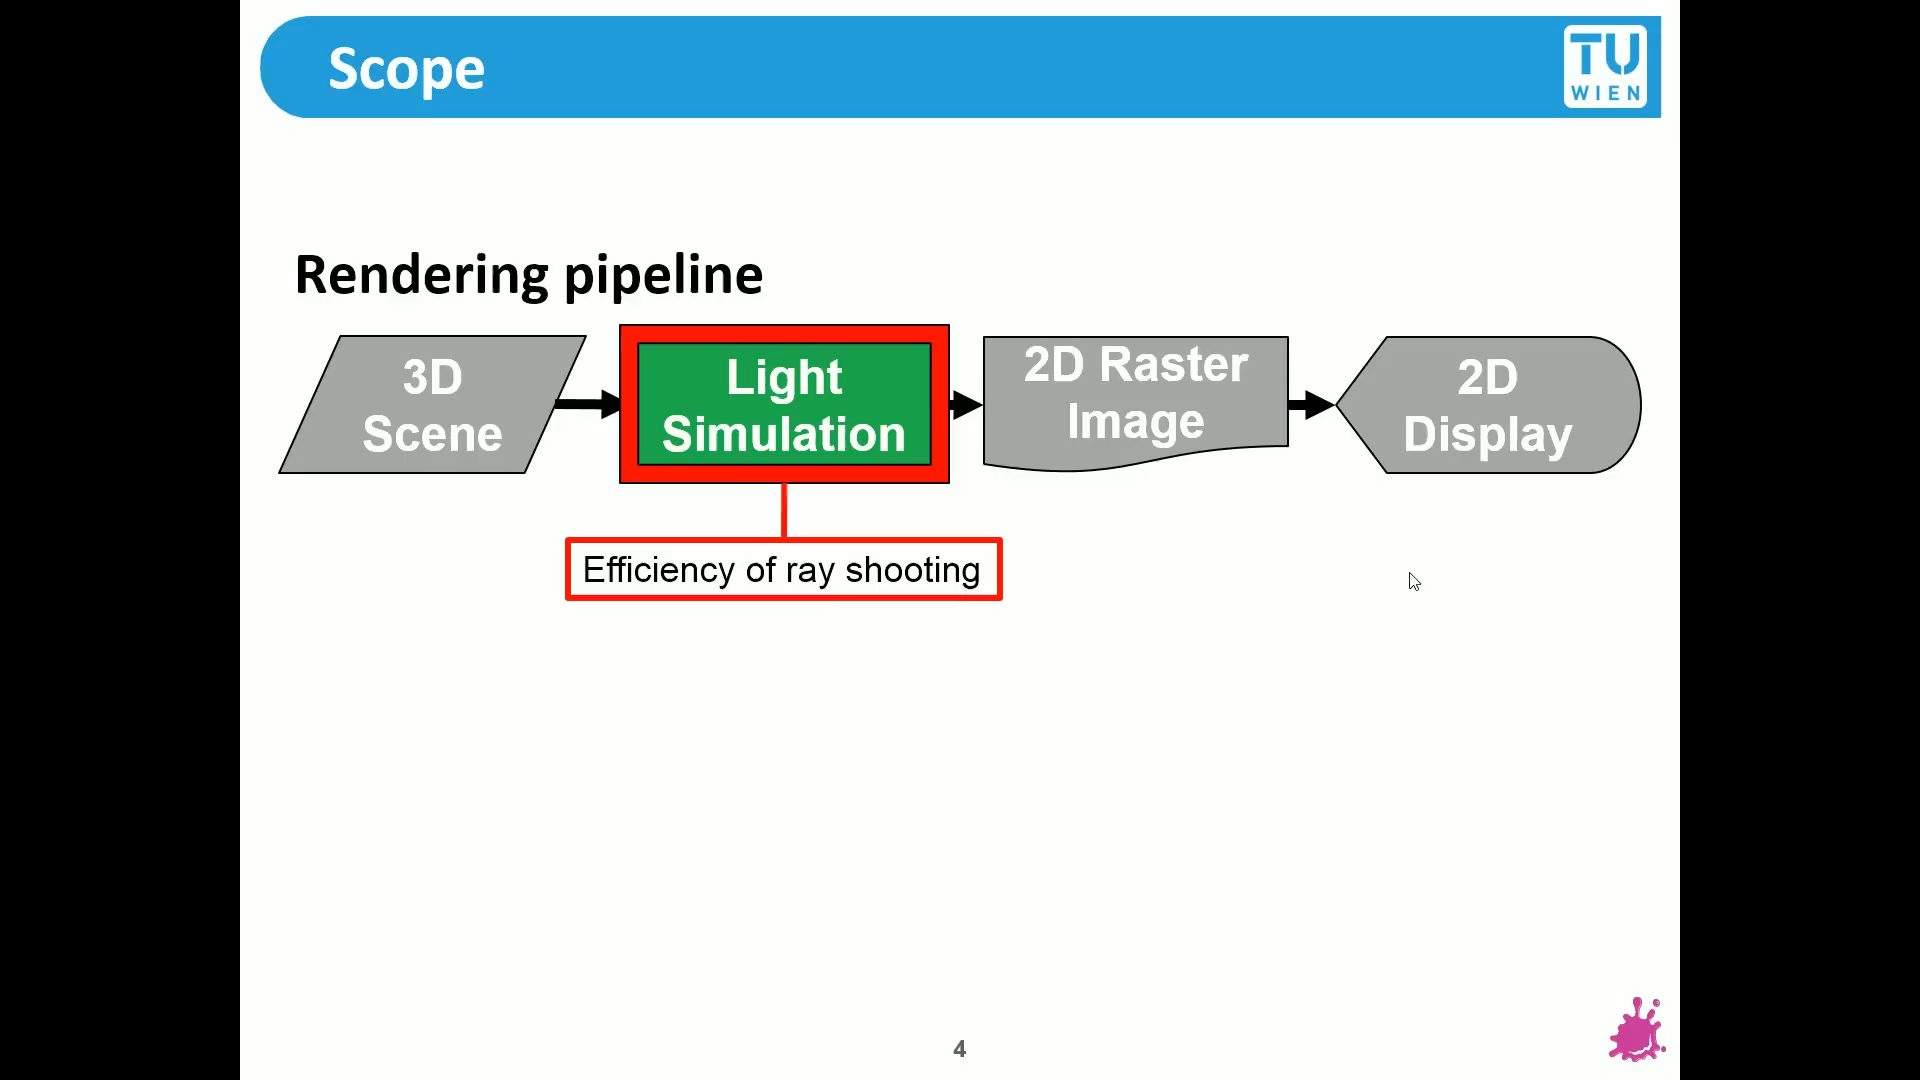 Scope
TU
WIEN
Rendering pipeline
3D
Scene
Light
Simulation
2D Raster
Image
2D
Display
Efficiency of ray shooting
4